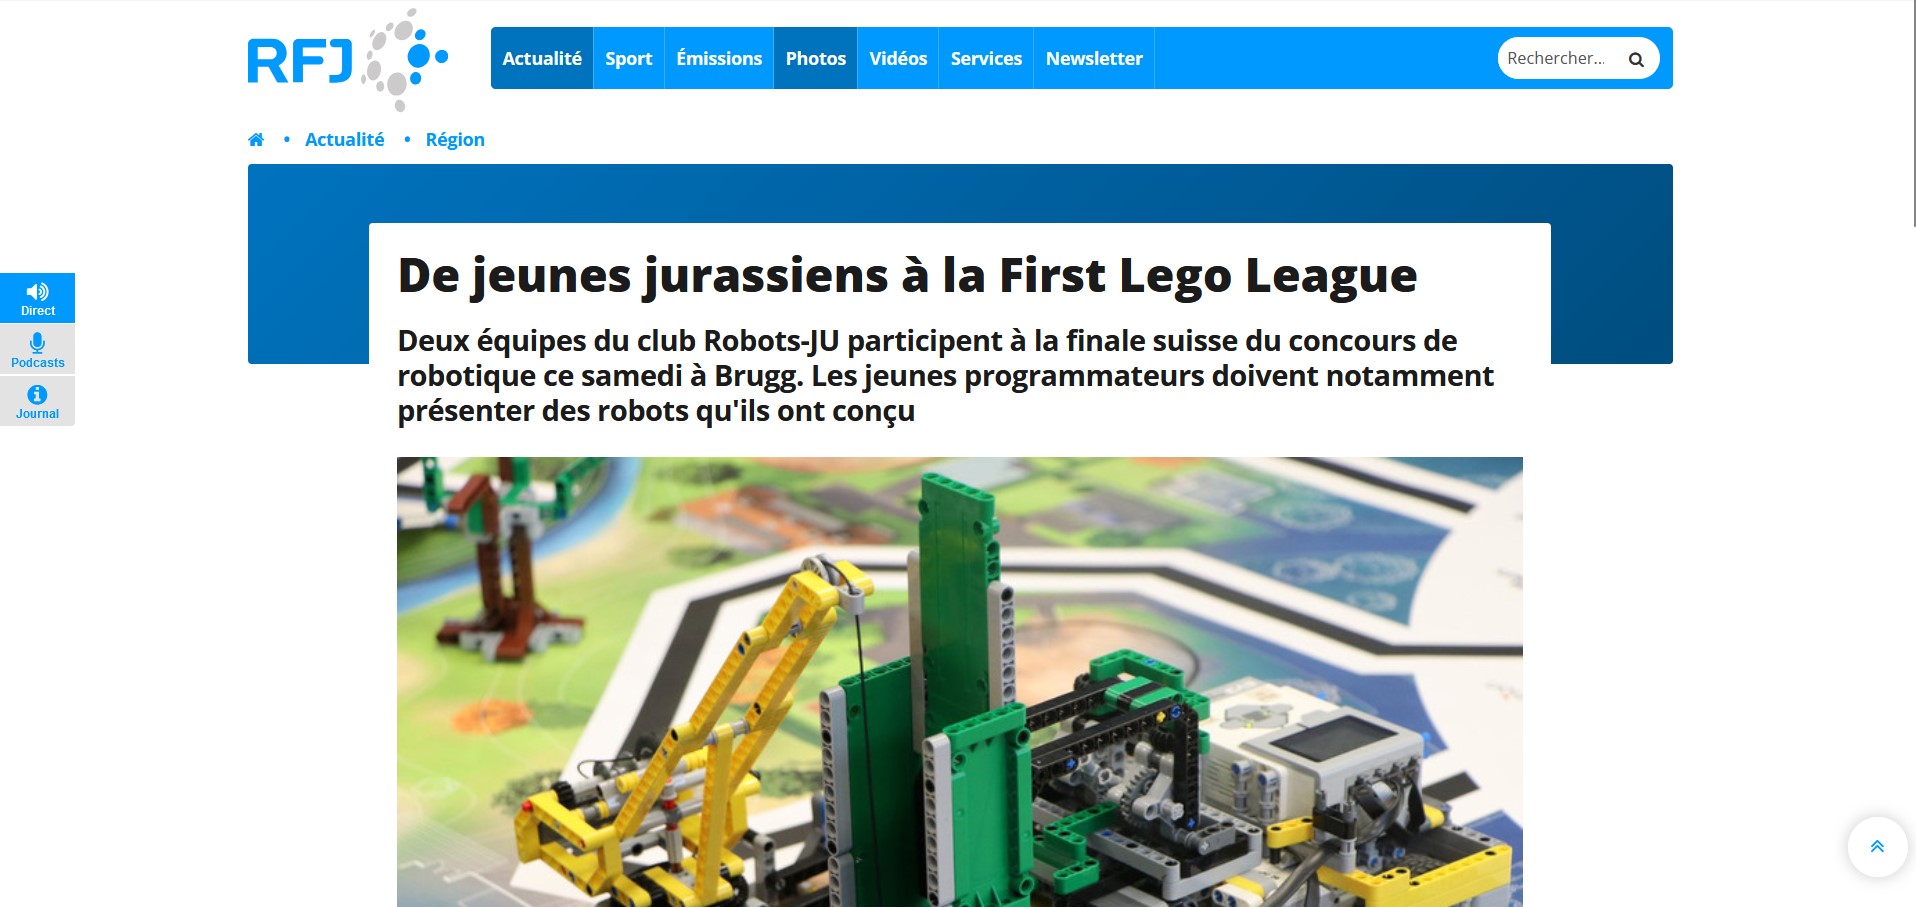 RFJ
Actualité
Sport
Émissions
Photos
Vidéos
Services
Newsletter
Rechercher...
• Actualité • Région
De jeunes jurassiens à la First Lego League
Deux équipes du club Robots-JU participent à la finale suisse du concours de
robotique ce samedi à Brugg. Les jeunes programmateurs doivent notamment
présenter des robots qu'ils ont conçu
Direct
Podcasts
Journal